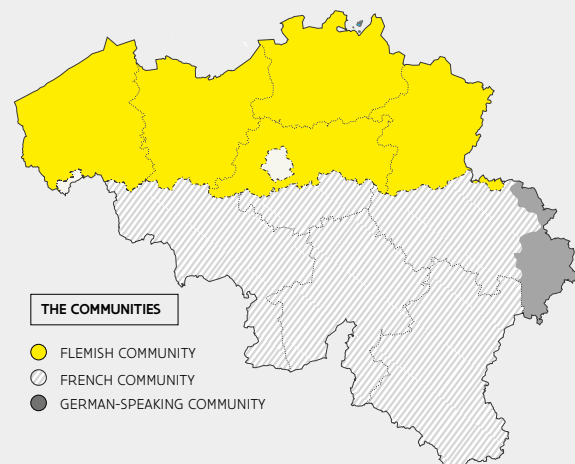 THE COMMUNITIES
FLEMISH COMMUNITY
FRENCH COMMUNITY
GERMAN-SPEAKING COMMUNITY